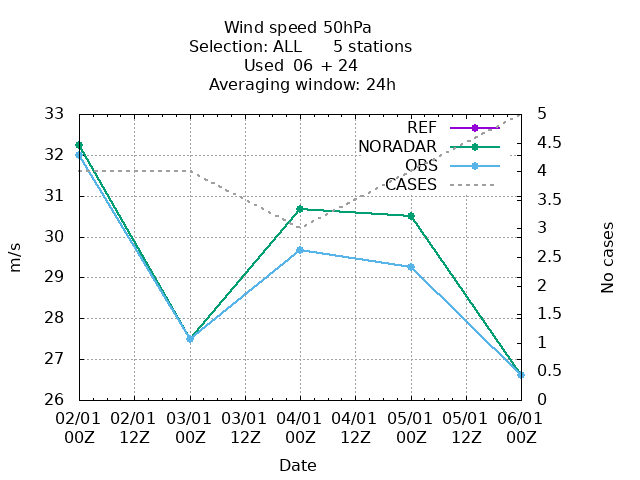 Wind speed 50hPa
Selection: ALL 5 stations
Used 06 + 24
Averaging window: 24h
33 5
REF 4.5
NORADAR
32
OBS 4
CASES
31 3.5
30 3
29 2.5
2
28 1.5
27 1
0.5
26 0
m/s
No cases
02/01 02/01 03/01 03/01 04/01 04/01 05/01 05/01 06/01
00Z 12Z 00Z 12Z 00Z 12Z 00Z 12Z 00Z
Date